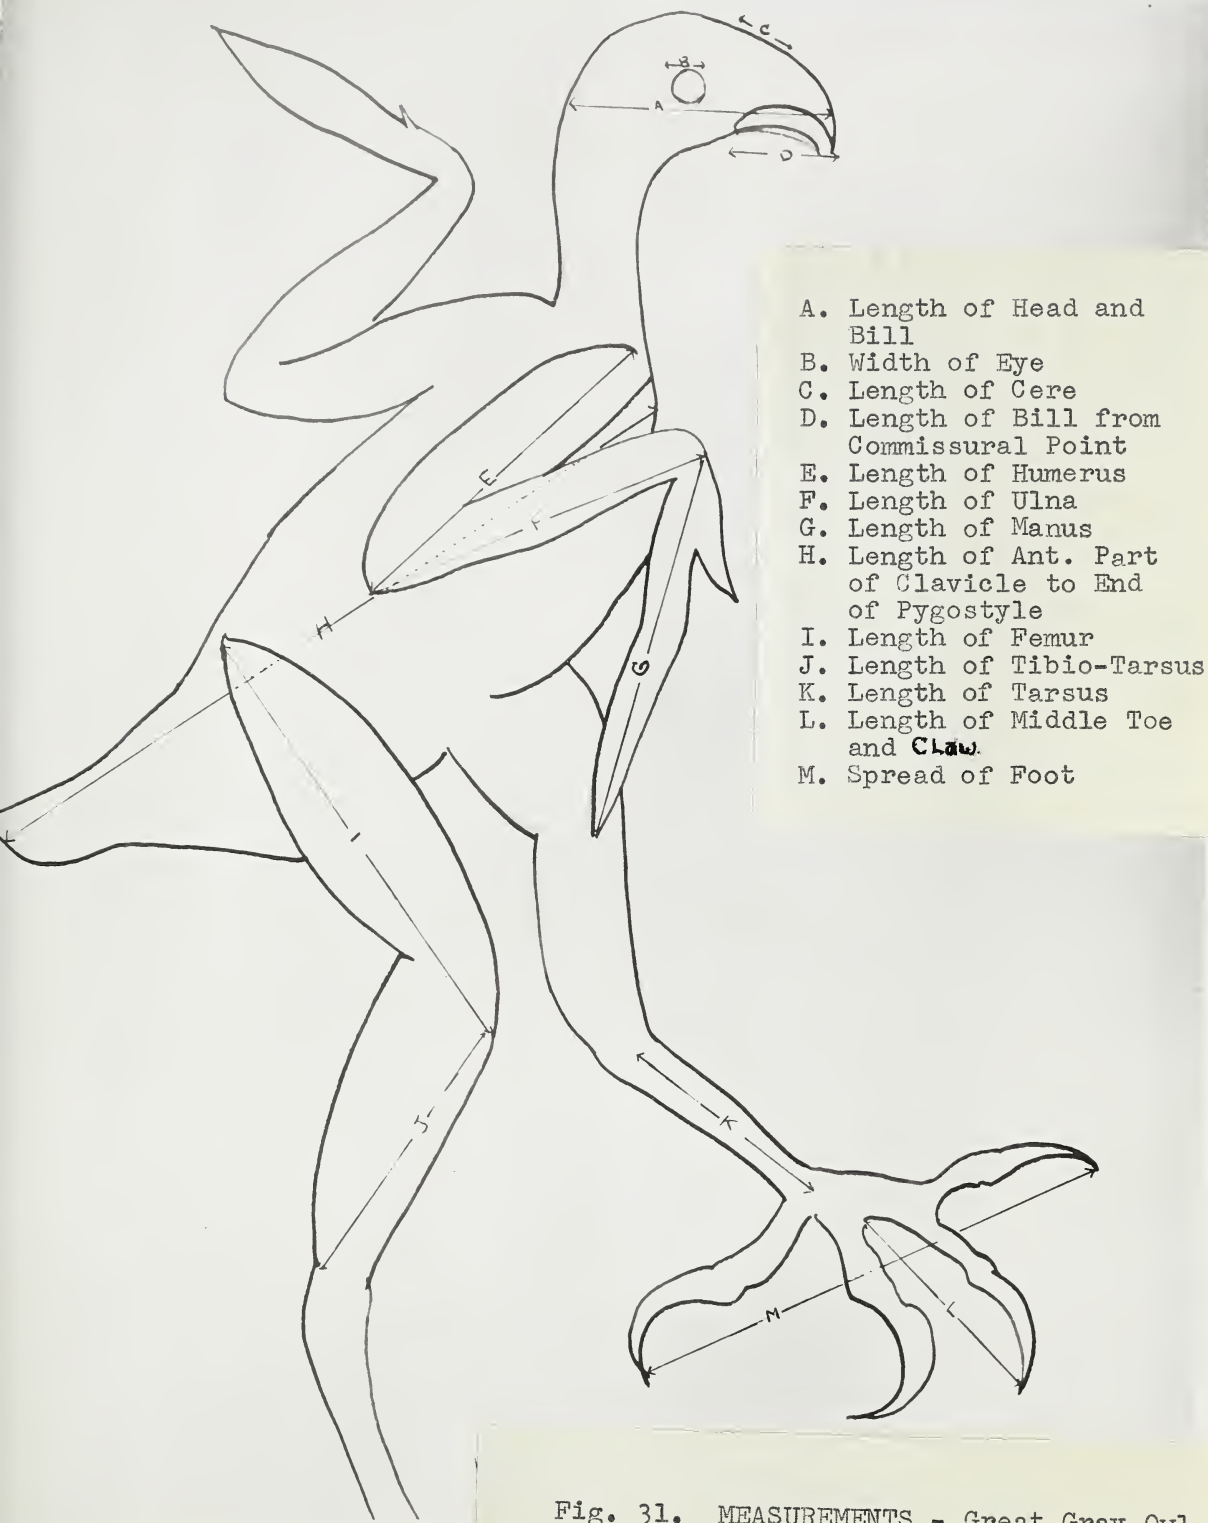 C
B
A
D
A. Length of Head and
Bill
B. Width of Eye
C. Length of Cere
D. Length of Bill from
Commissural Point
E. Length of Humerus
F. Length of Ulna
G. Length of Manus
H. Length of Ant. Part
of Clavicle to End
of Pygostyle
I. Length of Femur
J. Length of Tibio-Tarsus
K. Length of Tarsus
L. Length of Middle Toe
and Claw.
M. Spread of Foot
E
F
H
G
I
J
K
L
M
Fig. 31. MEASUREMENTS - Great Gray Owl